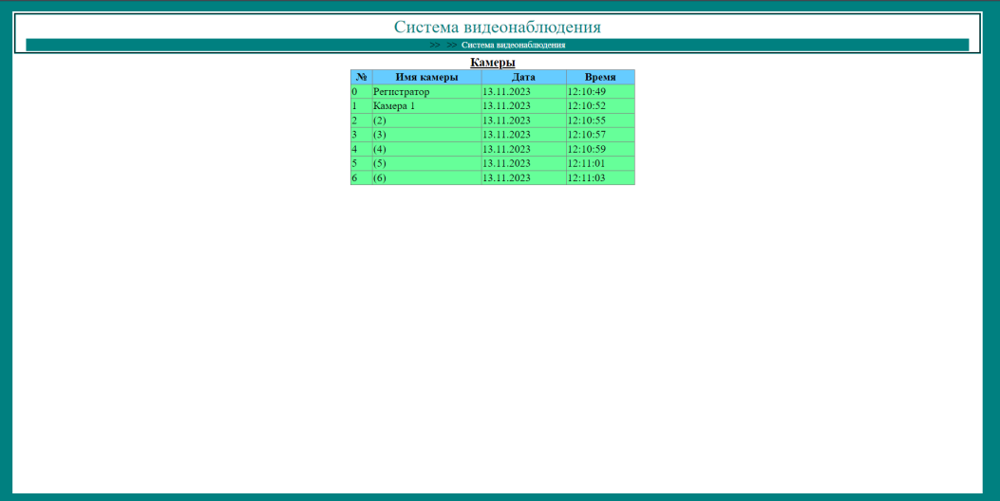 Система видеонаблюдения
>> >> Система видеонаблюдения
Камеры
№ Имя камеры Дата Время
0 Регистратор 13.11.2023 12:10:49
1 Камера 1 13.11.2023 12:10:52
2 (2) 13.11.2023 12:10:55
3 (3) 13.11.2023 12:10:57
4 (4) 13.11.2023 12:10:59
5 (5) 13.11.2023 12:11:01
6 (6) 13.11.2023 12:11:03